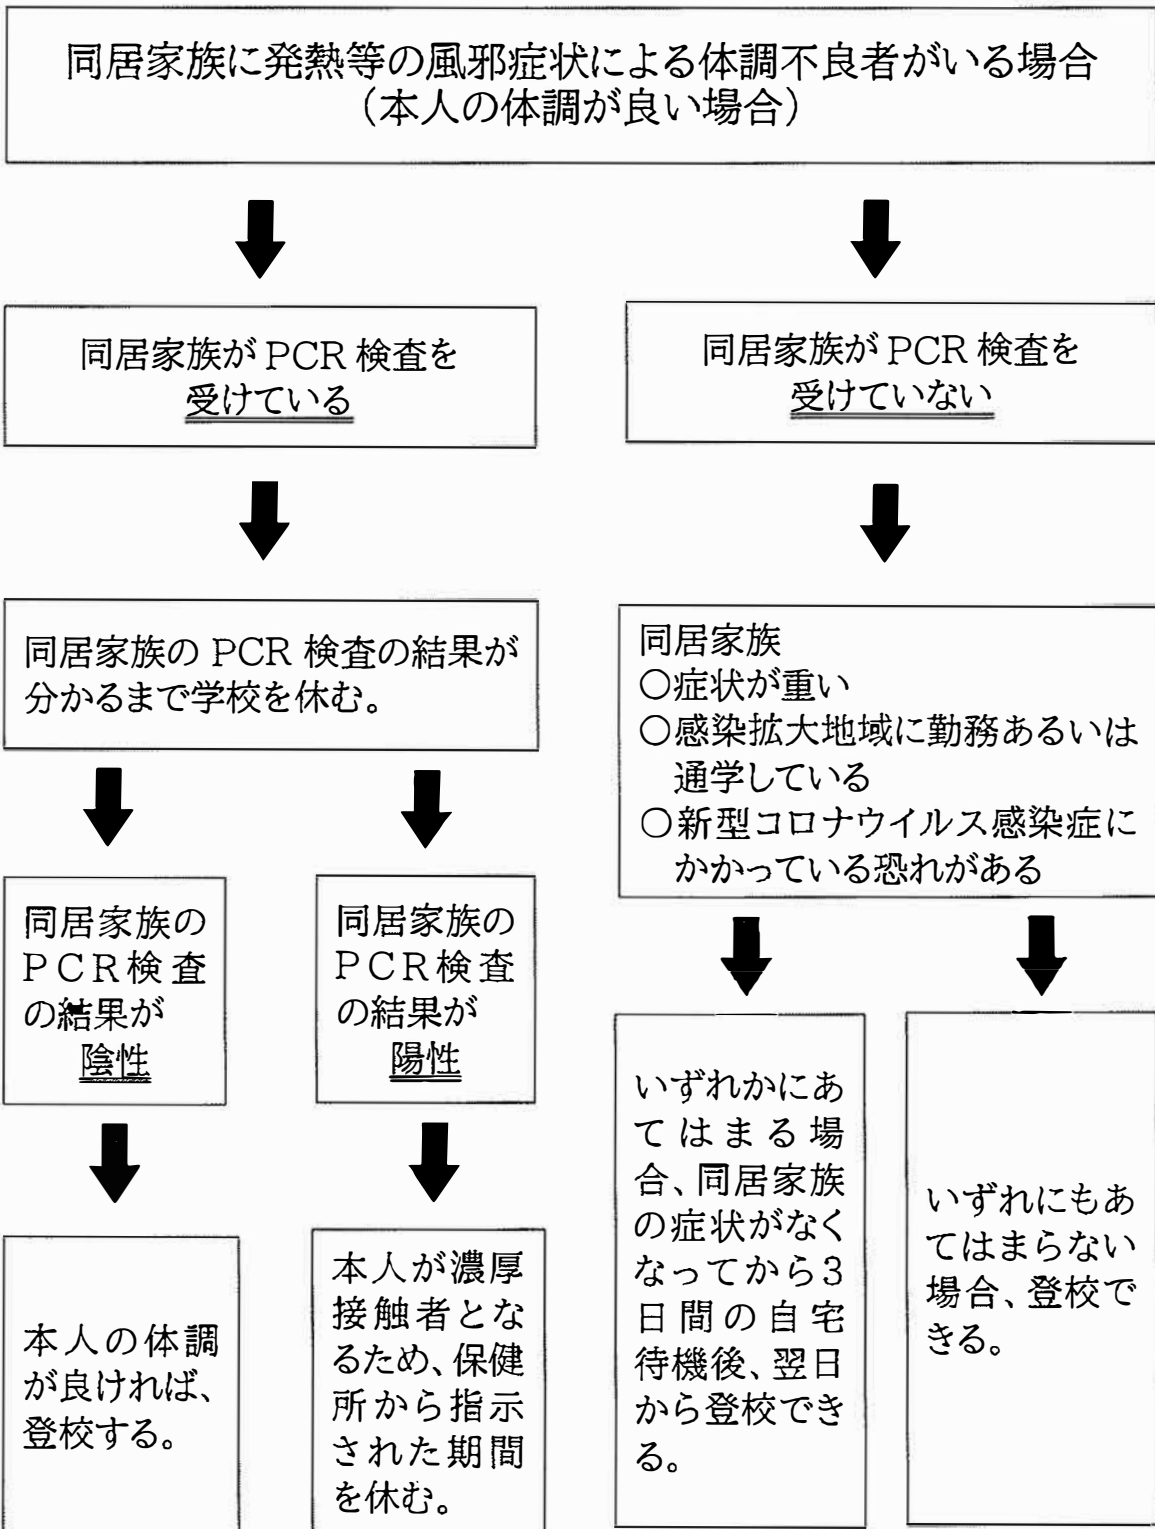 同居家族に発熱等の風邪症状による体調不良者がいる場合
（本人の体調が良い場合）
同居家族が PCR 検査を
受けている
同居家族が PCR 検査を
受けていない
同居家族の PCR 検査の結果が
分かるまで学校を休む。
同居家族
○症状が重い
○感染拡大地域に勤務あるいは
通学している
○新型コロナウイルス感染症に
かかっている恐れがある
同居家族の
PCR検査
の結果が
陰性
同居家族の
PCR検査
の結果が
陽性
いずれかにあ
てはまる場
合、同居家族
の症状がなく
なってから3
日間の自宅
待機後、翌日
から登校でき
る。
いずれにもあ
てはまらない
場合、登校で
きる。
本人の体調
が良ければ、
登校する。
本人が濃厚
接触者とな
るため、保健
所から指示
された期間
を休む。